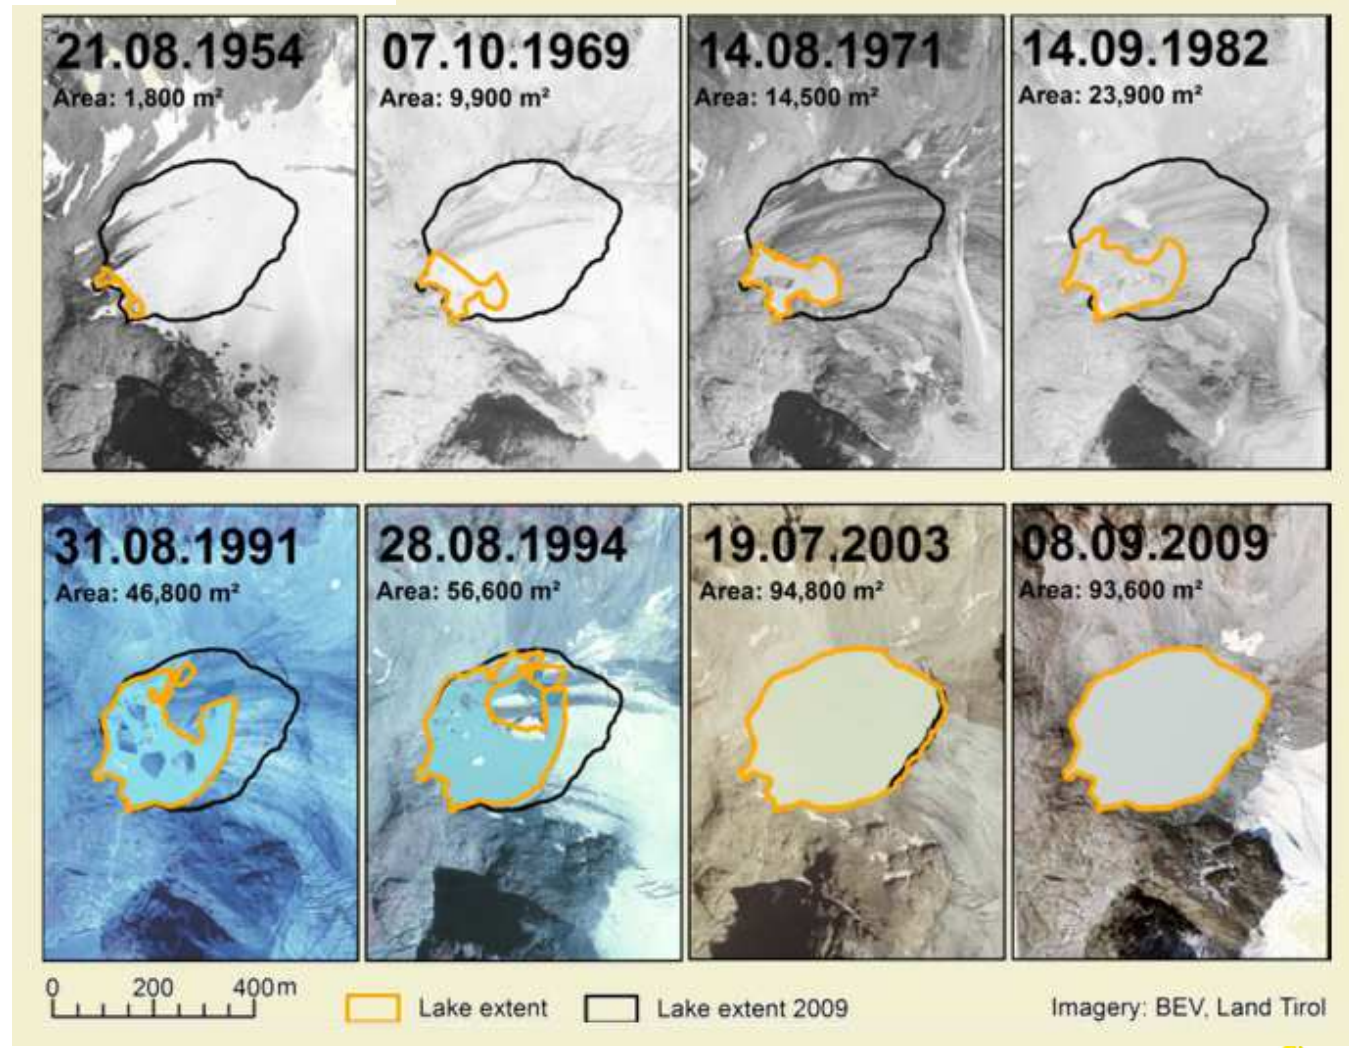 21.08.1954
Area: 1,800 m²
07.10.1969
Area: 9,900 m²
14.08.1971
Area: 14,500 m²
14.09.1982
Area: 23,900 m²
31.08.1991
Area: 46,800 m²
28.08.1994
Area: 56,600 m²
19.07.2003
Area: 94,800 m²
08.09.2009
Area: 93,600 m²
0 200 400m
Lake extent
Lake extent 2009
Imagery: BEV, Land Tirol